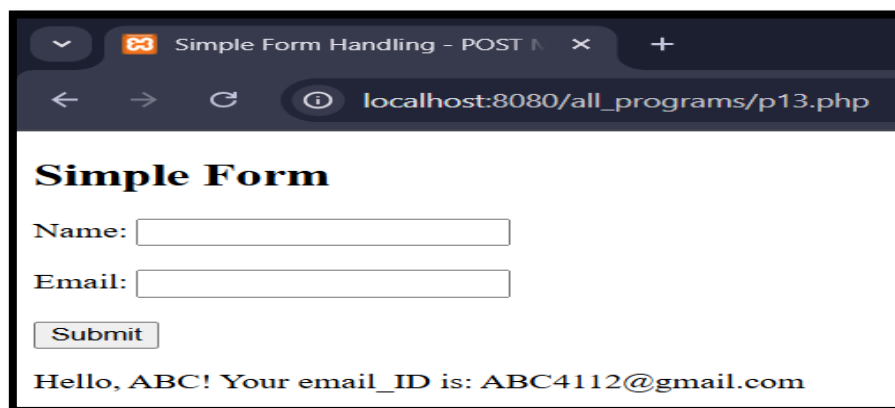 Simple Form Handling - POST M
localhost:8080/all_programs/p13.php
Simple Form
Name:
Email:
Submit
Hello, ABC! Your email_ID is: ABC4112@gmail.com